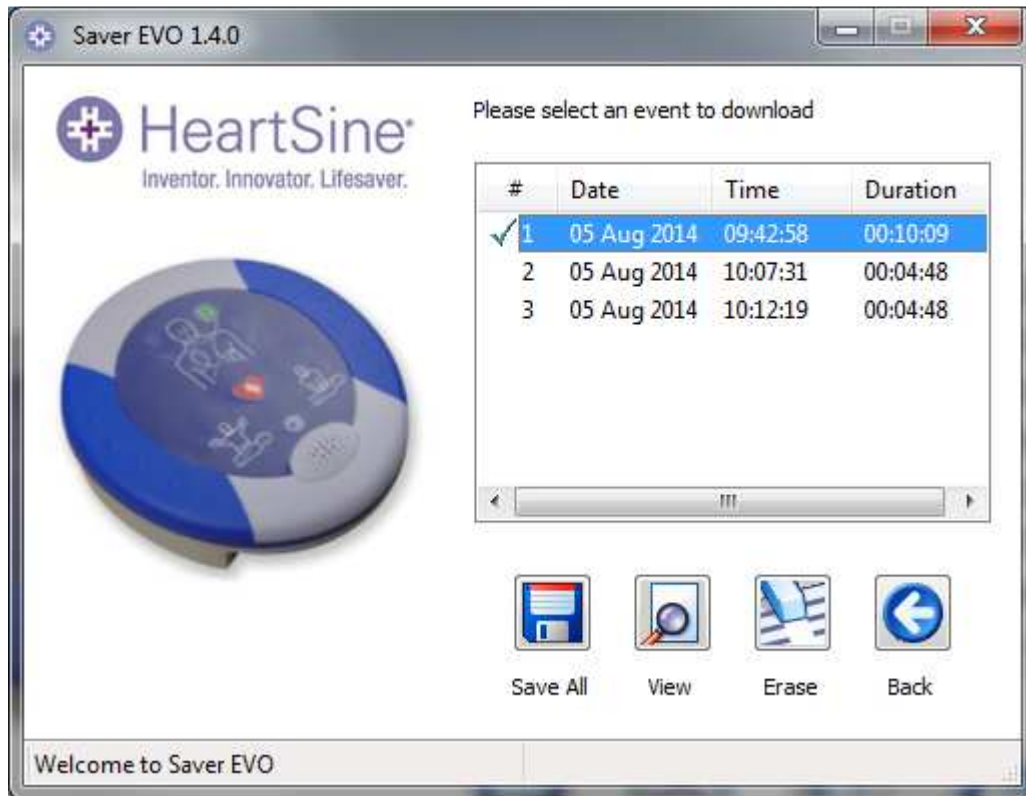 Saver EVO 1.4.0
HeartSine®
Inventor. Innovator. Lifesaver.
Please select an event to download
# Date Time Duration
1 05 Aug 2014 09:42:58 00:10:09
2 05 Aug 2014 10:07:31 00:04:48
3 05 Aug 2014 10:12:19 00:04:48
Save All View Erase Back
Welcome to Saver EVO